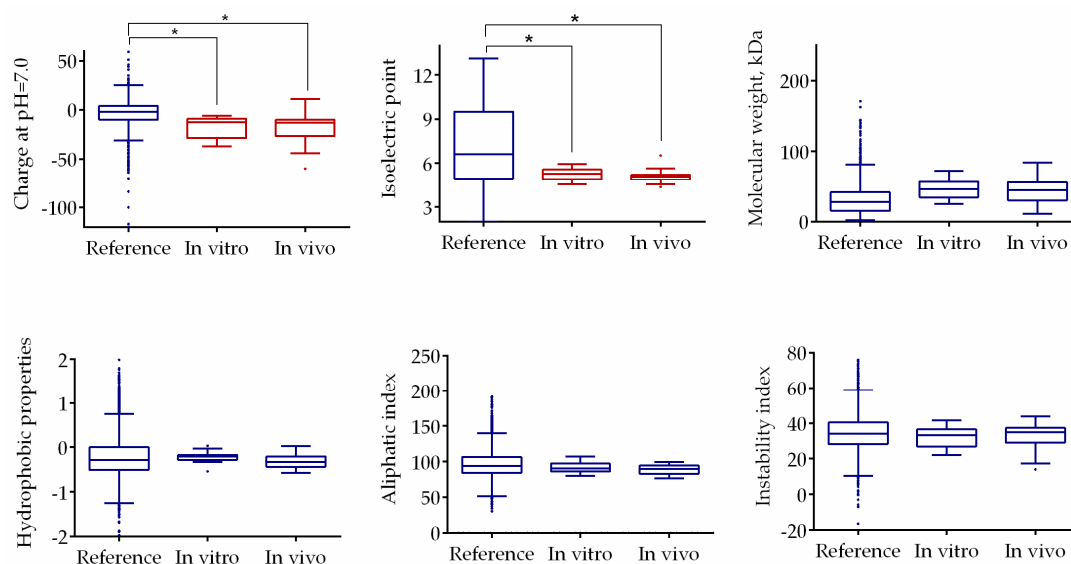 Charge at pH=7.0
50
0
-50
-100
*
*
Reference In vitro In vivo
Isoelectric point
12
9
6
3
*
*
Reference In vitro In vivo
Molecular weight, kDa
200
100
0
Reference In vitro In vivo
Hydrophobic properties
2
1
0
-1
-2
Reference In vitro In vivo
Aliphatic index
250
200
150
100
50
0
Reference In vitro In vivo
Instability index
80
60
40
20
0
-20
Reference In vitro In vivo